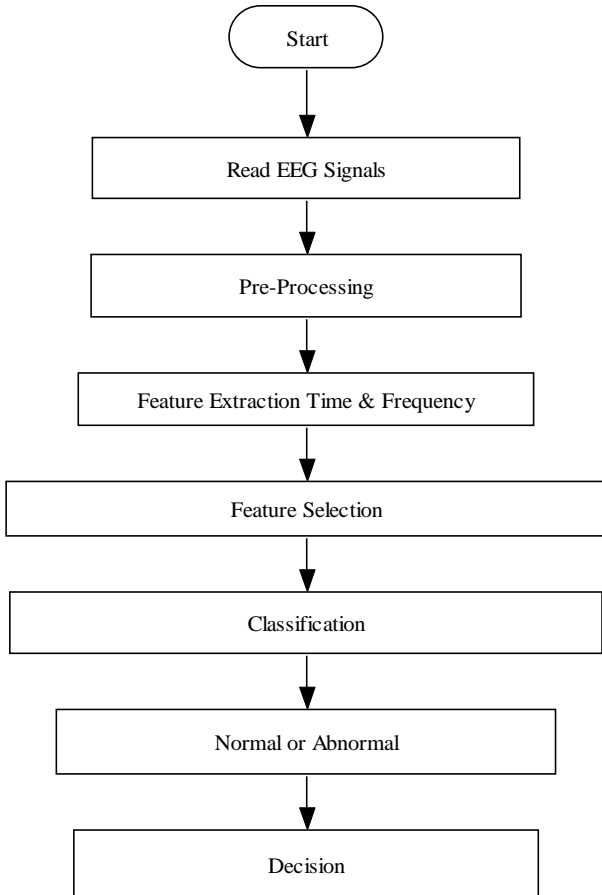 Start
Read EEG Signals
Pre-Processing
Feature Extraction Time & Frequency
Feature Selection
Classification
Normal or Abnormal
Decision